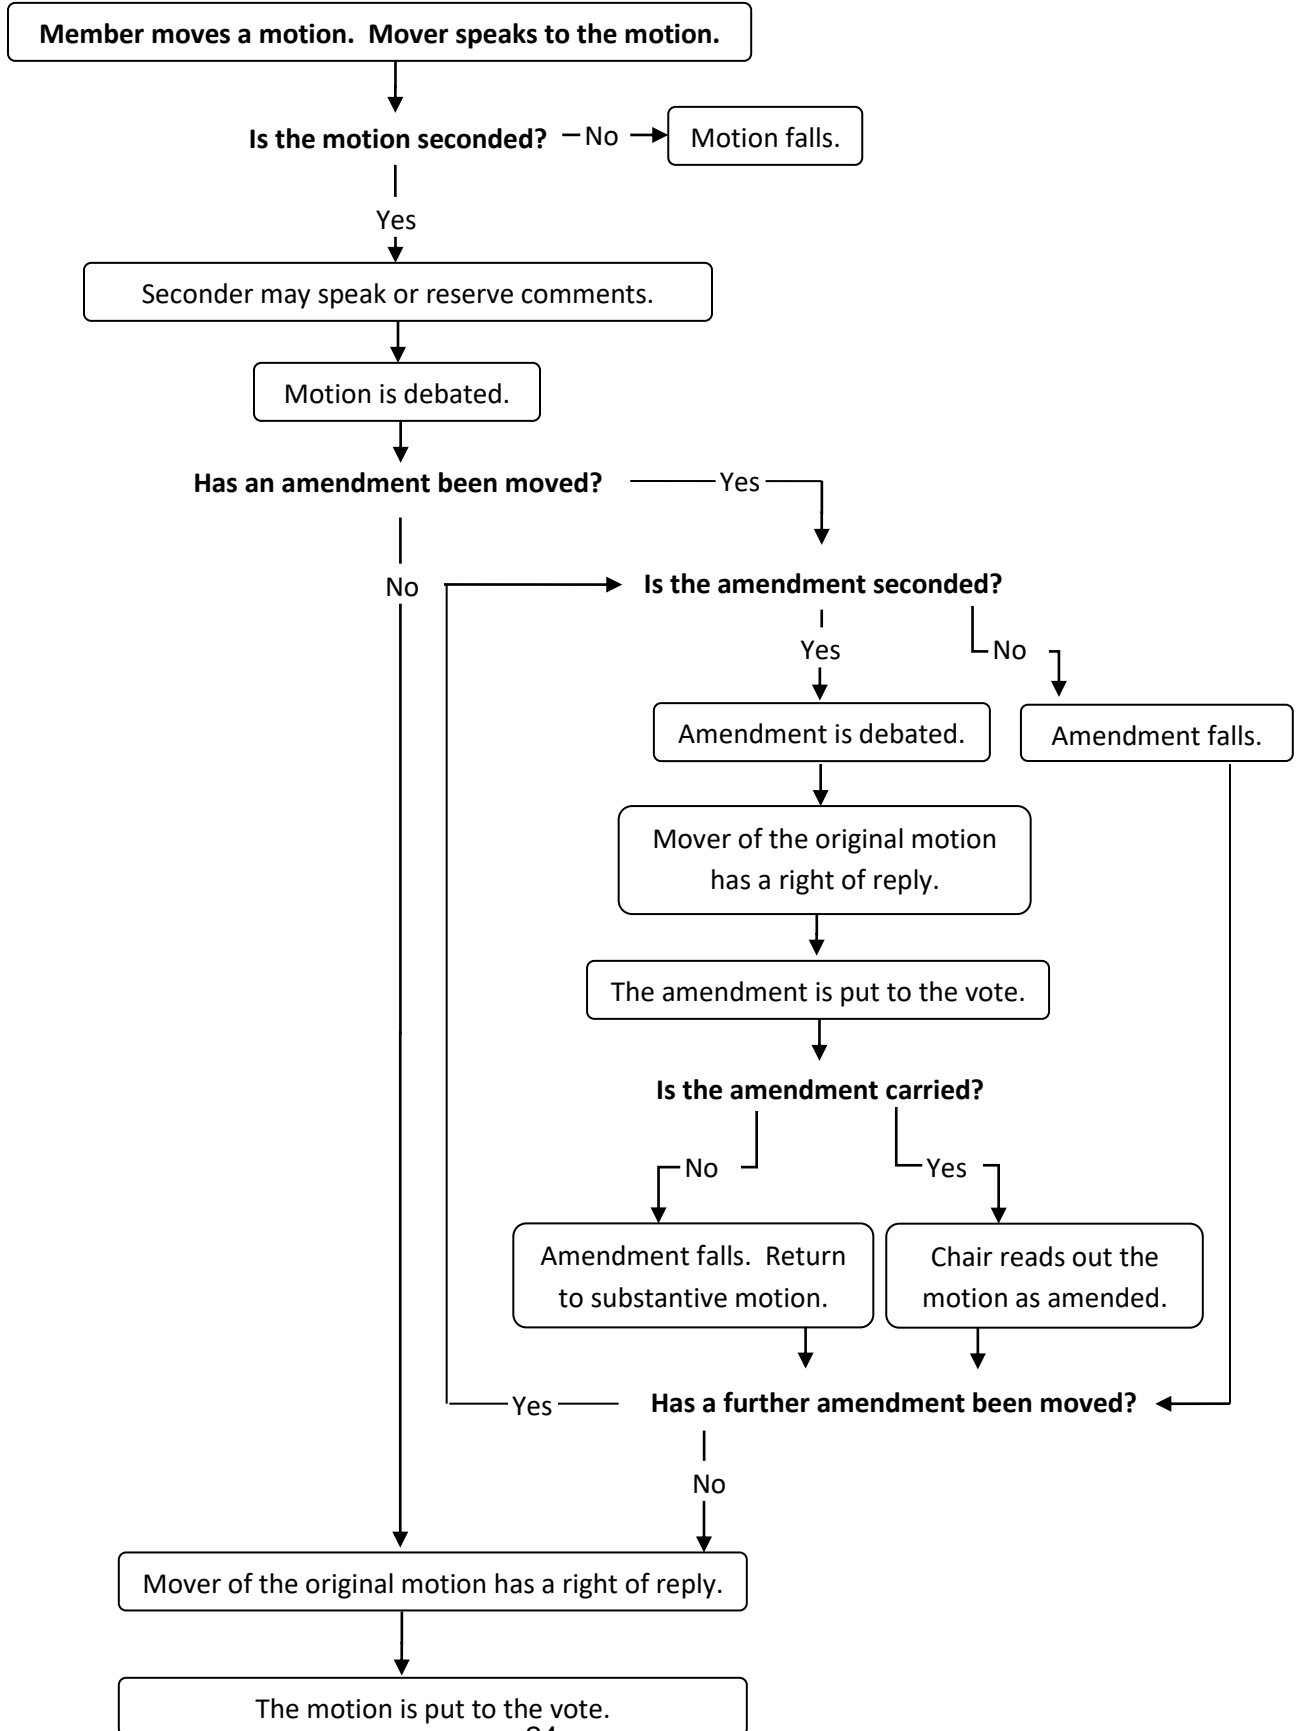 Member moves a motion.  Mover speaks to the motion.
Is the motion seconded?
No
Motion falls.
Yes
Seconder may speak or reserve comments.
Motion is debated.
Has an amendment been moved?
Yes
No
Is the amendment seconded?
Yes
No
Amendment is debated.
Amendment falls.
Mover of the original motion
has a right of reply.
The amendment is put to the vote.
Is the amendment carried?
No
Yes
Amendment falls.  Return
to substantive motion.
Chair reads out the
motion as amended.
Yes
Has a further amendment been moved?
No
Mover of the original motion has a right of reply.
The motion is put to the vote.